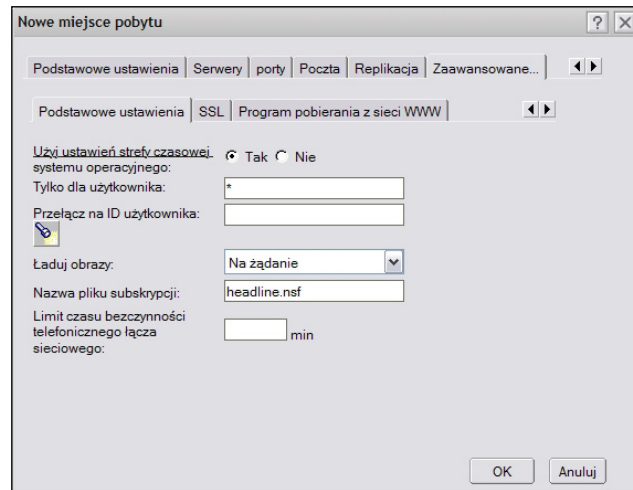 Nowe miejsce pobytu
Podstawowe ustawienia Serwery porty Poczta Replikacja Zaawansowane...
Podstawowe ustawienia SSL Program pobierania z sieci WWW
Użyj ustawień strefy czasowej
systemu operacyjnego:
Tak Nie
Tylko dla użytkownika: *
Przełącz na ID użytkownika:
Ładuj obrazy: Na żądanie
Nazwa pliku subskrypcji: headline.nsf
Limit czasu bezczynności
telefonicznego łącza
sieciowego:
min
OK Anuluj